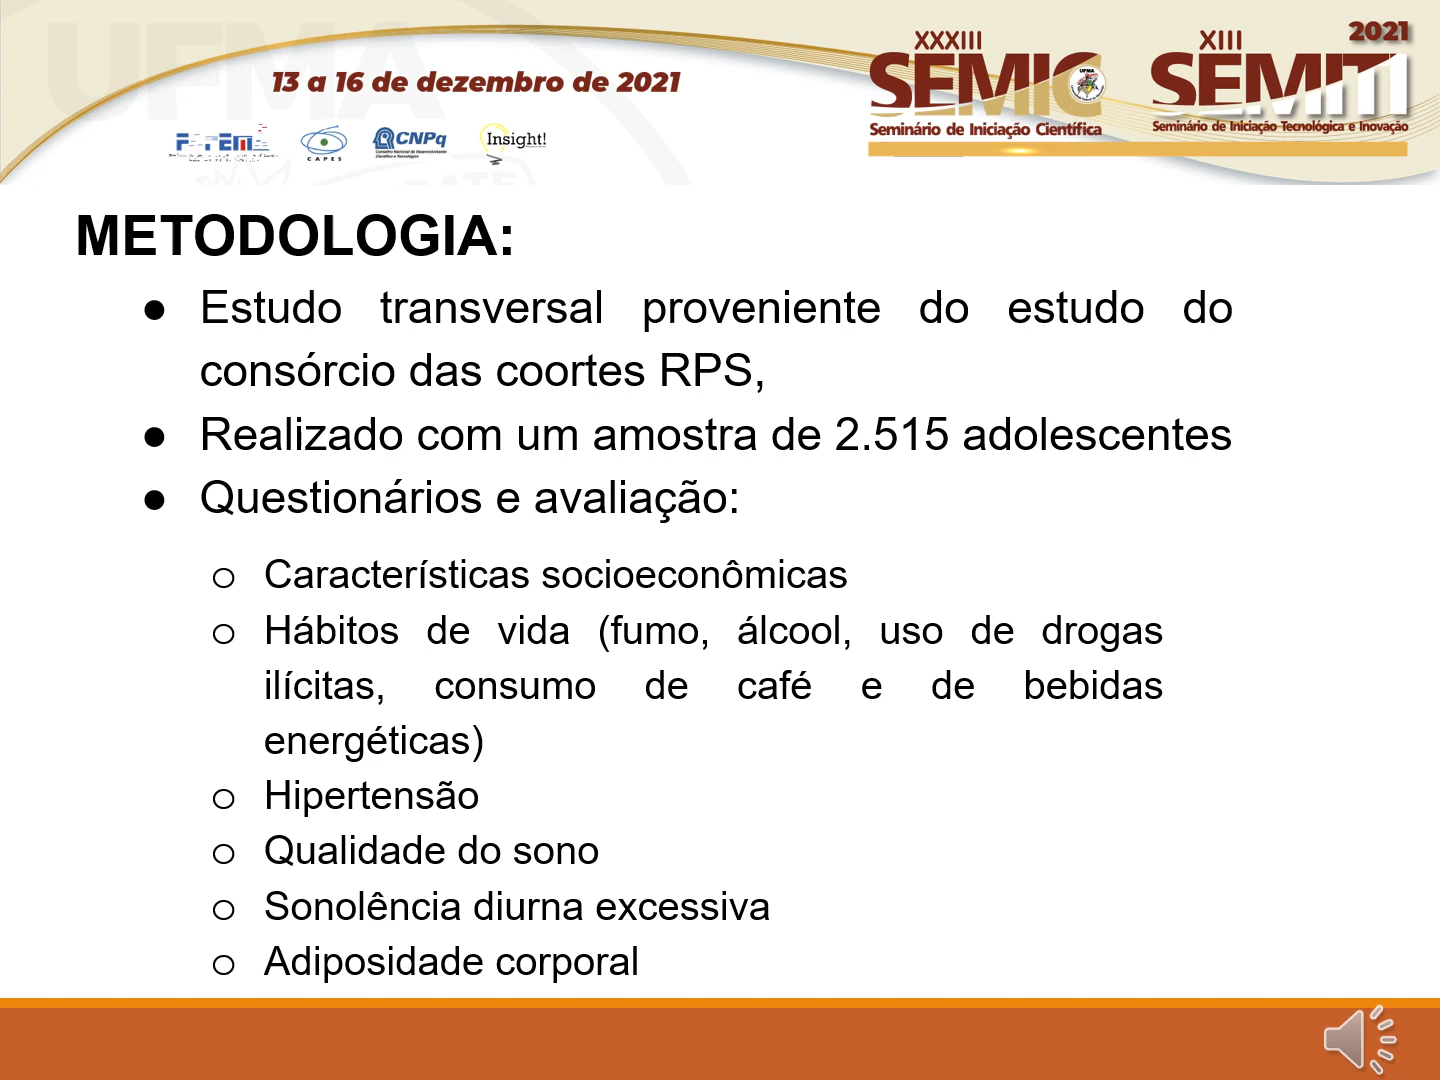 UFMA
13 a 16 de dezembro de 2021
XXXIII
SEMIC
UFMA
Seminário de Iniciação Científica
2021
XIII
SEMITI
Seminário de Iniciação Tecnológica e Inovação
FAPEMA
CAPES
CNPq
Conselho Nacional de Desenvolvimento
Científico e Tecnológico
Insight!
METODOLOGIA:
● Estudo transversal proveniente do estudo do
consórcio das coortes RPS,
● Realizado com um amostra de 2.515 adolescentes
● Questionários e avaliação:
o Características socioeconômicas
o Hábitos de vida (fumo, álcool, uso de drogas
ilícitas, consumo de café e de bebidas
energéticas)
o Hipertensão
o Qualidade do sono
o Sonolência diurna excessiva
o Adiposidade corporal